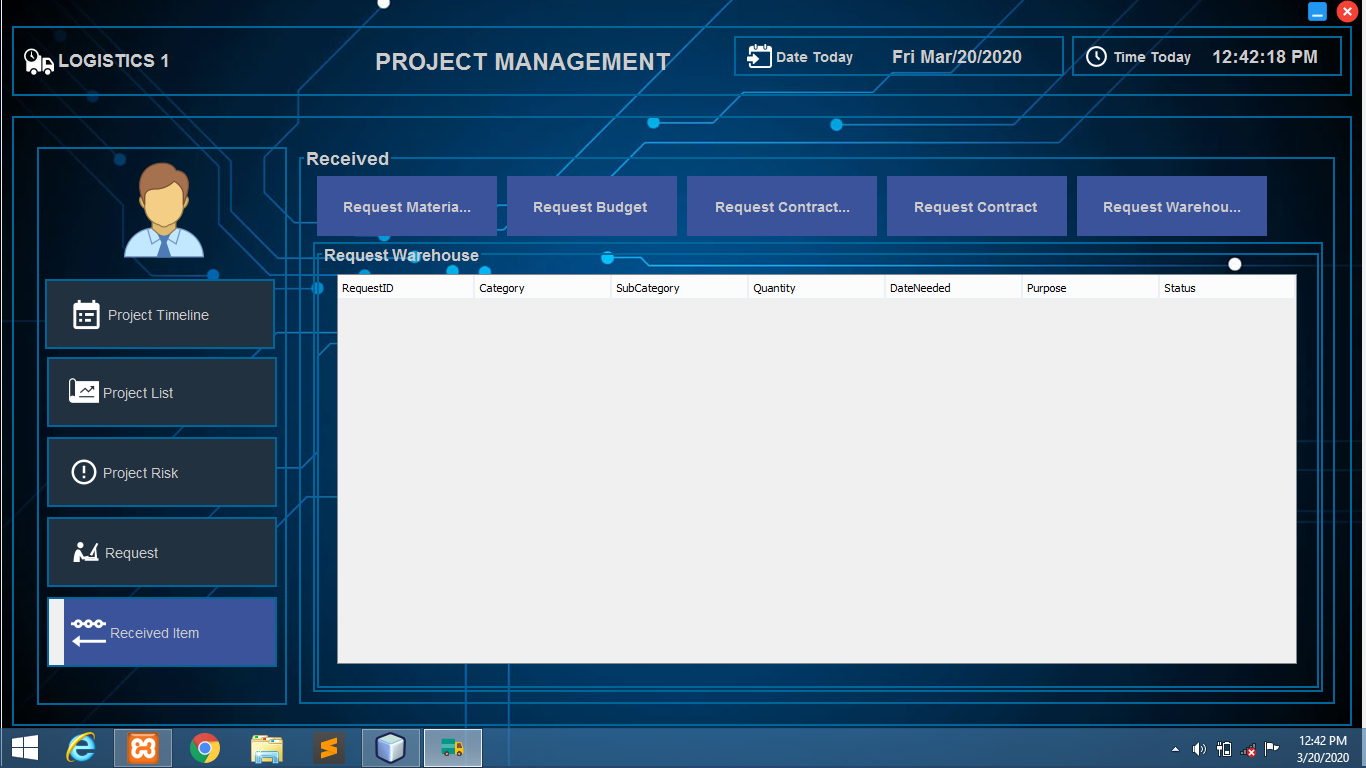 LOGISTICS 1
PROJECT MANAGEMENT
Date Today Fri Mar/20/2020
Time Today 12:42:18 PM
Received
Request Materia... Request Budget Request Contract... Request Contract Request Warehou...
Request Warehouse
RequestID Category SubCategory Quantity DateNeeded Purpose Status
Project Timeline
Project List
Project Risk
Request
Received Item
12:42 PM
3/20/2020